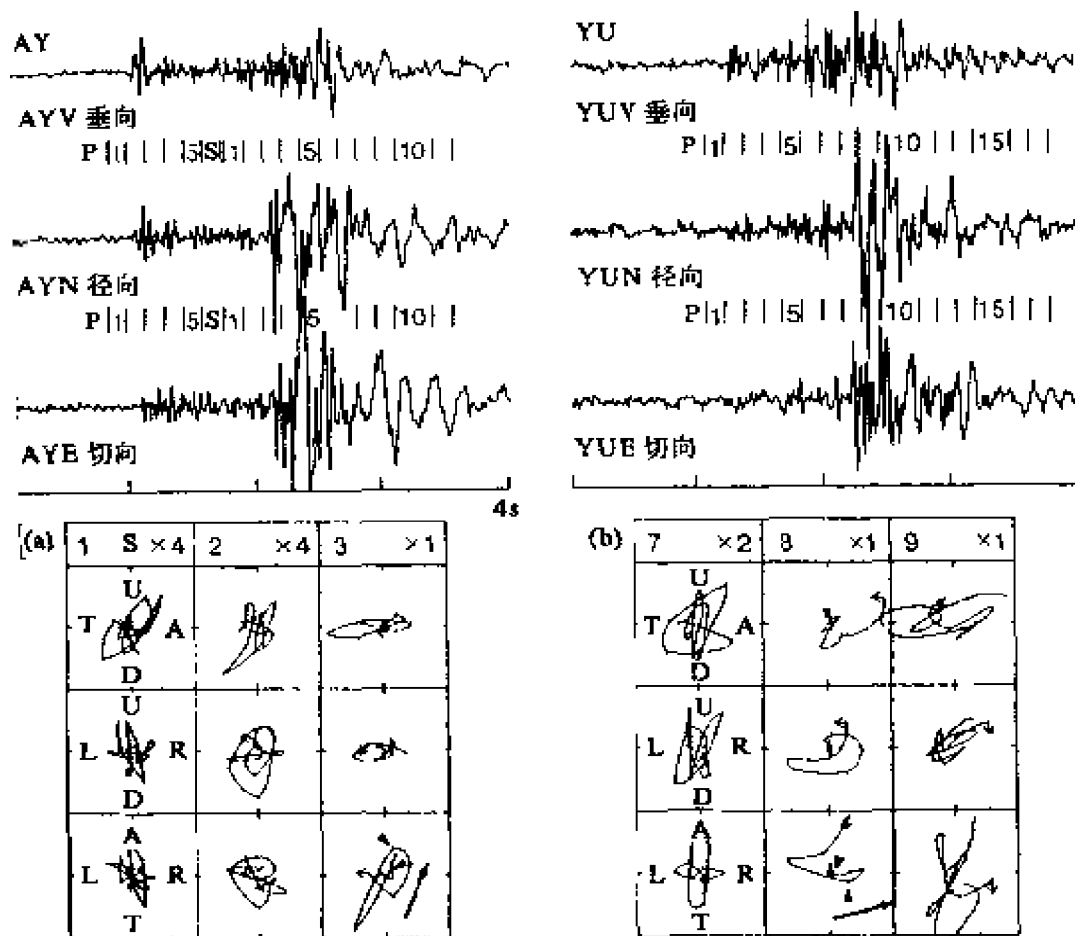 AY
AYV 垂向
P 1 5 S 1 5 10
AYN 径向
P 1 5 S 1 5 10
AYE 切向
4s
YU
YUV 垂向
P 1 5 10 15
YUN 径向
P 1 5 10 15
YUE 切向
(a) 1 S ×4 2 ×4 3 ×1
U
T A
D
U
L R
D
A
L R
T
(b) 7 ×2 8 ×1 9 ×1
U
T A
D
U
L R
D
A
L R
T